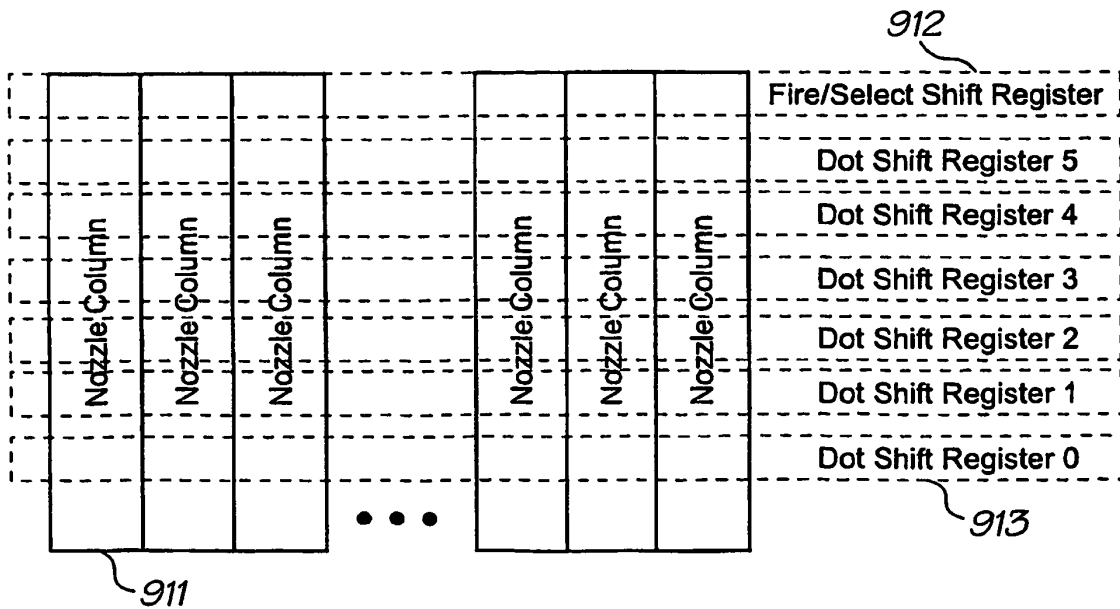 912
Fire/Select Shift Register
Dot Shift Register 5
Dot Shift Register 4
Dot Shift Register 3
Dot Shift Register 2
Dot Shift Register 1
Dot Shift Register 0
Nozzle Column
Nozzle Column
Nozzle Column
Nozzle Column
Nozzle Column
Nozzle Column
913
911